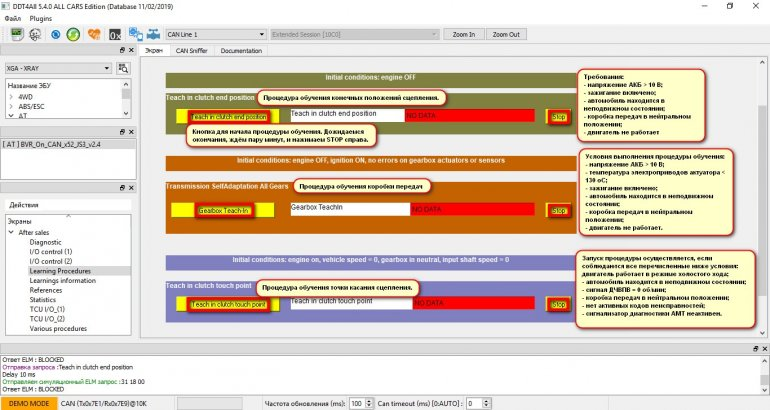 DDT4All 5.4.0 ALL CARS Edition (Database 11/02/2019)
Файл Plugins
CAN Line 1
Extended Session [10C0]
Zoom In
Zoom Out
XGA - XRAY
Название ЭБУ
4WD
ABS/ESC
AT
[ AT ] BVR_On_CAN_x52_JS3_v2.4
Действия
Экраны
After sales
Diagnostic
I/O control (1)
I/O control (2)
Learning Procedures
Learnings information
References
Statistics
TCU I/O_(1)
TCU I/O_(2)
Various procedures
Экран CAN Sniffer Documentation
Initial conditions: engine OFF
Teach in clutch end position
Процедура обучения конечных положений сцепления.
Teach in clutch end position
Teach in clutch end position
NO DATA
Stop
Кнопка для начала процедуры обучения. Дожидаемся
окончания, ждём пару минут, и нажинаем STOP справа.
Initial conditions: engine OFF, ignition ON, no errors on gearbox actuators or sensors
Transmission SelfAdaptation All Gears
Процедура обучения коробки передач
Gearbox Teach-In
Gearbox TeachIn
NO DATA
Stop
Initial conditions: engine on, vehicle speed = 0, gearbox in neutral, input shaft speed = 0
Teach in clutch touch point
Процедура обучения точки касания сцепления.
Teach in clutch touch point
Teach in clutch touch point
NO DATA
Stop
Требования:
- напряжение АКБ > 10 В;
- зажигание включено;
- автомобиль находится в
неподвижном состоянии;
- коробка передач в нейтральном
положении;
- двигатель не работает
Условия выполнения процедуры обучения:
- напряжение АКБ > 10 В;
- температура электроприводов актуатора <
130 оС;
- зажигание включено;
- автомобиль находится в неподвижном
состоянии;
- коробка передач в нейтральном
положении;
- двигатель не работает.
Запуск процедуры осуществляется, если
соблюдаются все перечисленные ниже условия:
двигатель работает в режиме холостого хода;
- автомобиль находится в неподвижном состоянии;
- сигнал ДЧВПВ = 0 об\мин;
- коробка передач в нейтральном положении;
- нет активных кодов неисправностей;
- сигнализатор диагностики АМТ неактивен.
Ответ ELM : BLOCKED
Отправка запроса :Teach in clutch end position
Delay 10 ms
Отправляем симуляционный ELM запрос :31 18 00
Ответ ELM : BLOCKED
DEMO MODE
CAN (Tx0x7E1/Rx0x7E9)@10K
Частота обновления (ms): 100
Can timeout (ms) [0:AUTO] : 0